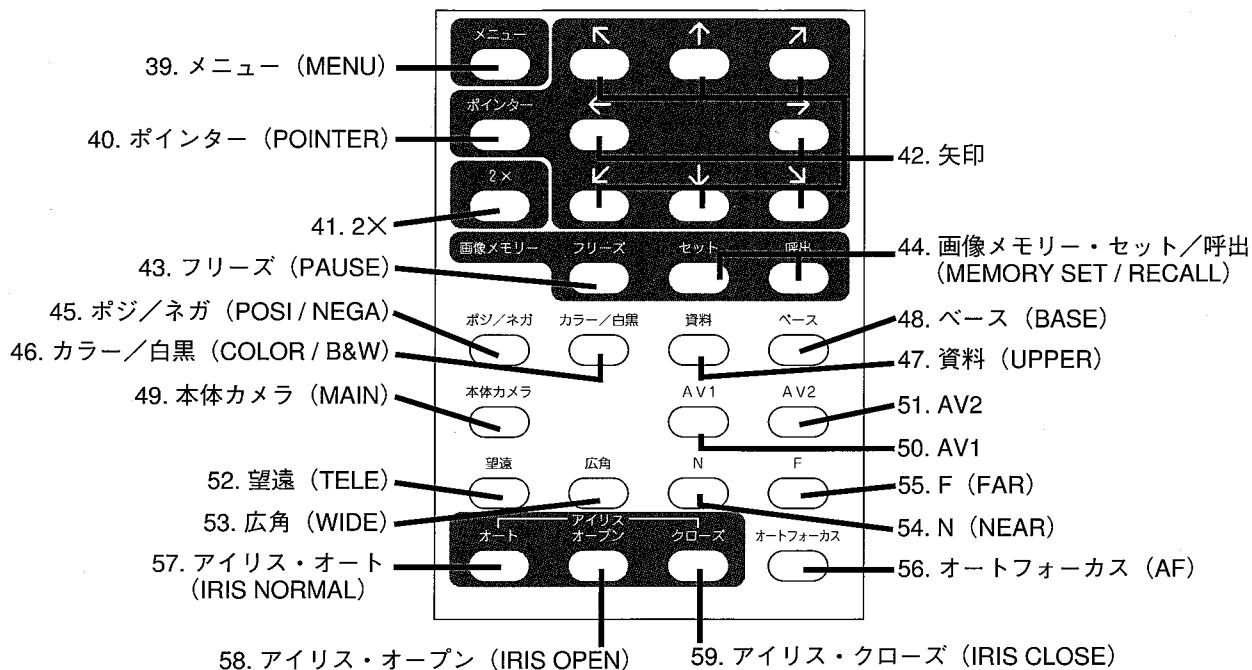 メニュー
39. メニュー（MENU）
ポインター
40. ポインター（POINTER）
42. 矢印
2×
41. 2×
画像メモリー フリーズ セット 呼出
43. フリーズ（PAUSE）
44. 画像メモリー・セット／呼出
（MEMORY SET / RECALL）
45. ポジ／ネガ（POSI / NEGA）
ポジ／ネガ カラー／白黒 資料 ベース
48. ベース（BASE）
46. カラー／白黒（COLOR / B&W）
47. 資料（UPPER）
49. 本体カメラ（MAIN）
本体カメラ AV1 AV2
51. AV2
50. AV1
望遠 広角 N F
52. 望遠（TELE）
55. F（FAR）
53. 広角（WIDE）
54. N（NEAR）
アイリス
オート オープン クローズ オートフォーカス
57. アイリス・オート
（IRIS NORMAL）
56. オートフォーカス（AF）
58. アイリス・オープン（IRIS OPEN）
59. アイリス・クローズ（IRIS CLOSE）